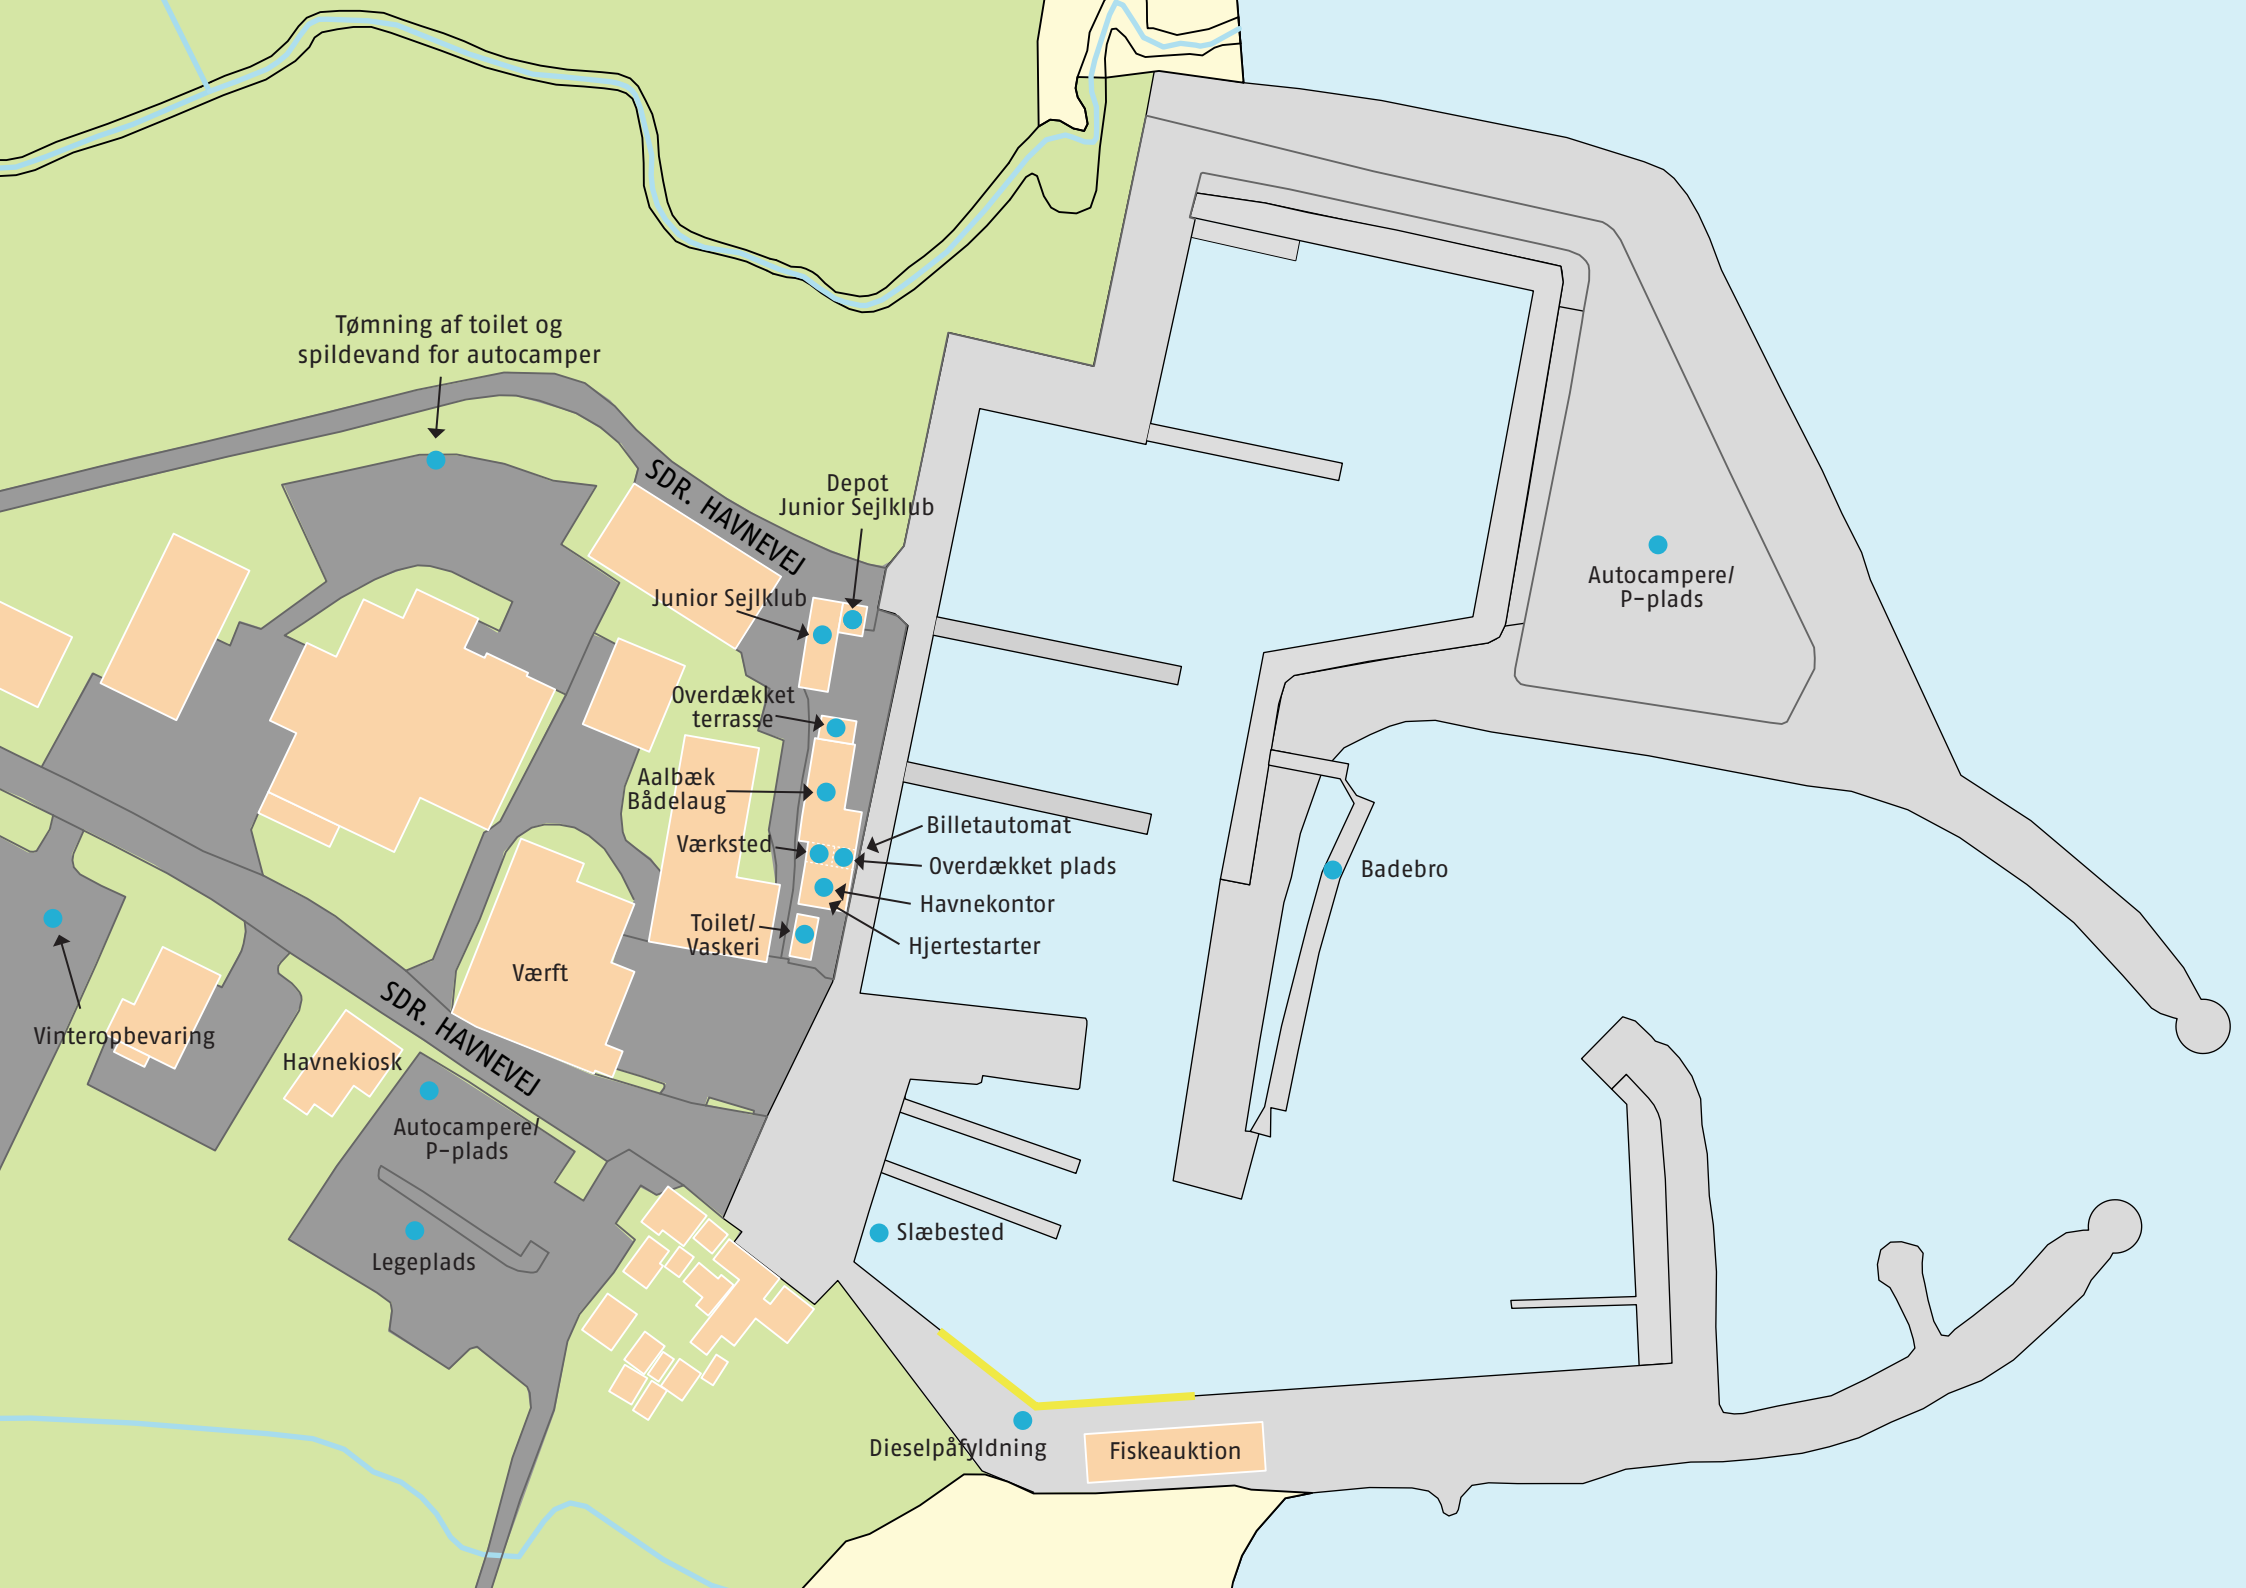 Tømning af toilet og
spildevand for autocamper
SDR. HAVNEVEJ
Depot
Junior Sejlklub
Junior Sejlklub
Autocampere/
P-plads
Overdækket
terrasse
Aalbæk
Bådelaug
Værksted
Billetautomat
Overdækket plads
Badebro
Havnekontor
Toilet/
Vaskeri
Hjertestarter
Værft
SDR. HAVNEVEJ
Vinteropbevaring
Havnekiosk
Autocampere/
P-plads
Slæbested
Legeplads
Dieselpåfyldning
Fiskeauktion